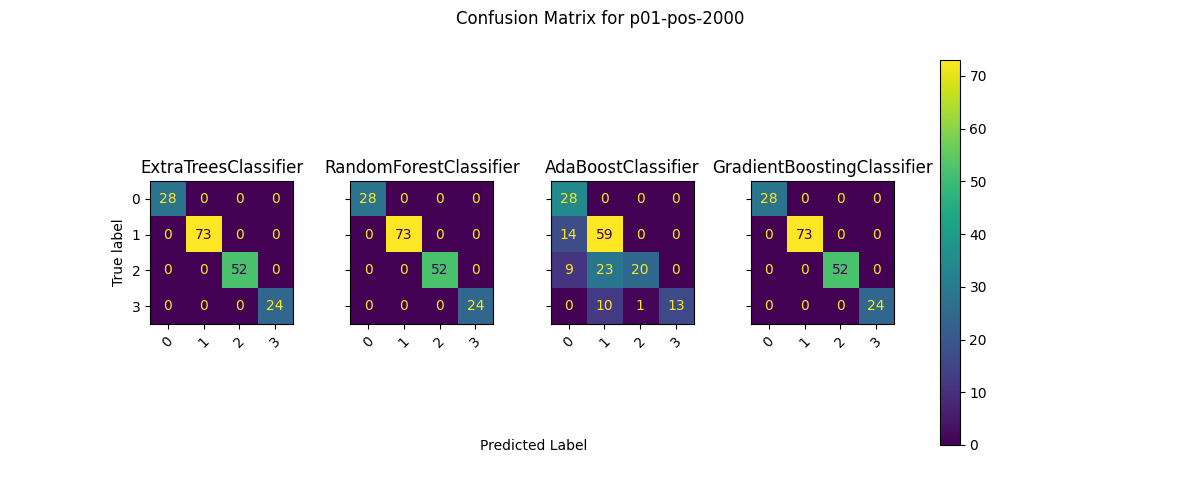 Confusion Matrix for p01-pos-2000
ExtraTreesClassifier RandomForestClassifier AdaBoostClassifier GradientBoostingClassifier
True label
0 28 0 0 0 28 0 0 0 28 0 0 0 28 0 0 0
1 0 73 0 0 0 73 0 0 14 59 0 0 0 73 0 0
2 0 0 52 0 0 0 52 0 9 23 20 0 0 0 52 0
3 0 0 0 24 0 0 0 24 0 10 1 13 0 0 0 24
0 1 2 3 0 1 2 3 0 1 2 3 0 1 2 3
Predicted Label
70
60
50
40
30
20
10
0